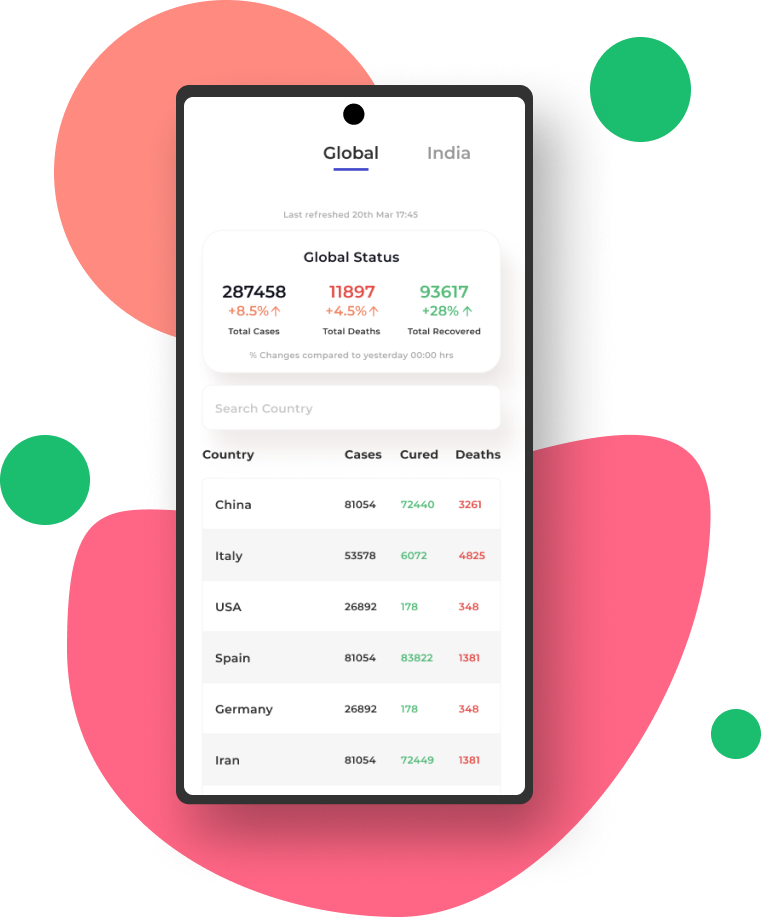 Global India
Last refreshed 20th Mar 17:45
Global Status
287458 11897 93617
+8.5%↑ +4.5%↑ +28% ↑
Total Cases Total Deaths Total Recovered
% Changes compared to yesterday 00:00 hrs
Search Country
Country Cases Cured Deaths
China 81054 72440 3261
Italy 53578 6072 4825
USA 26892 178 348
Spain 81054 83822 1381
Germany 26892 178 348
Iran 81054 72449 1381